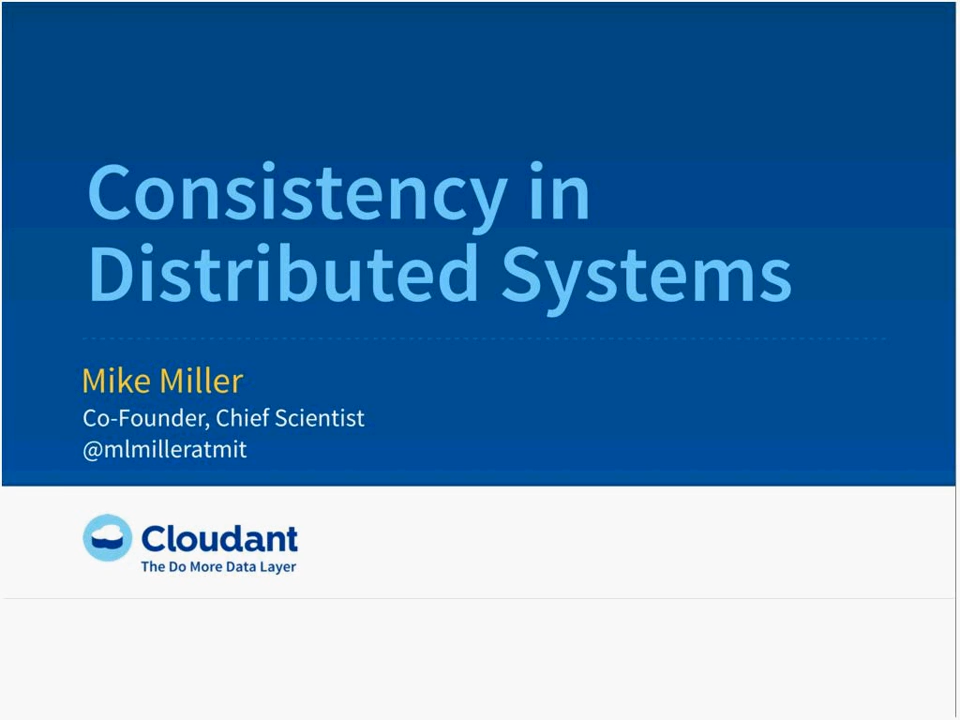 Consistency in
Distributed Systems
Mike Miller
Co-Founder, Chief Scientist
@mlmilleratmit
Cloudant
The Do More Data Layer